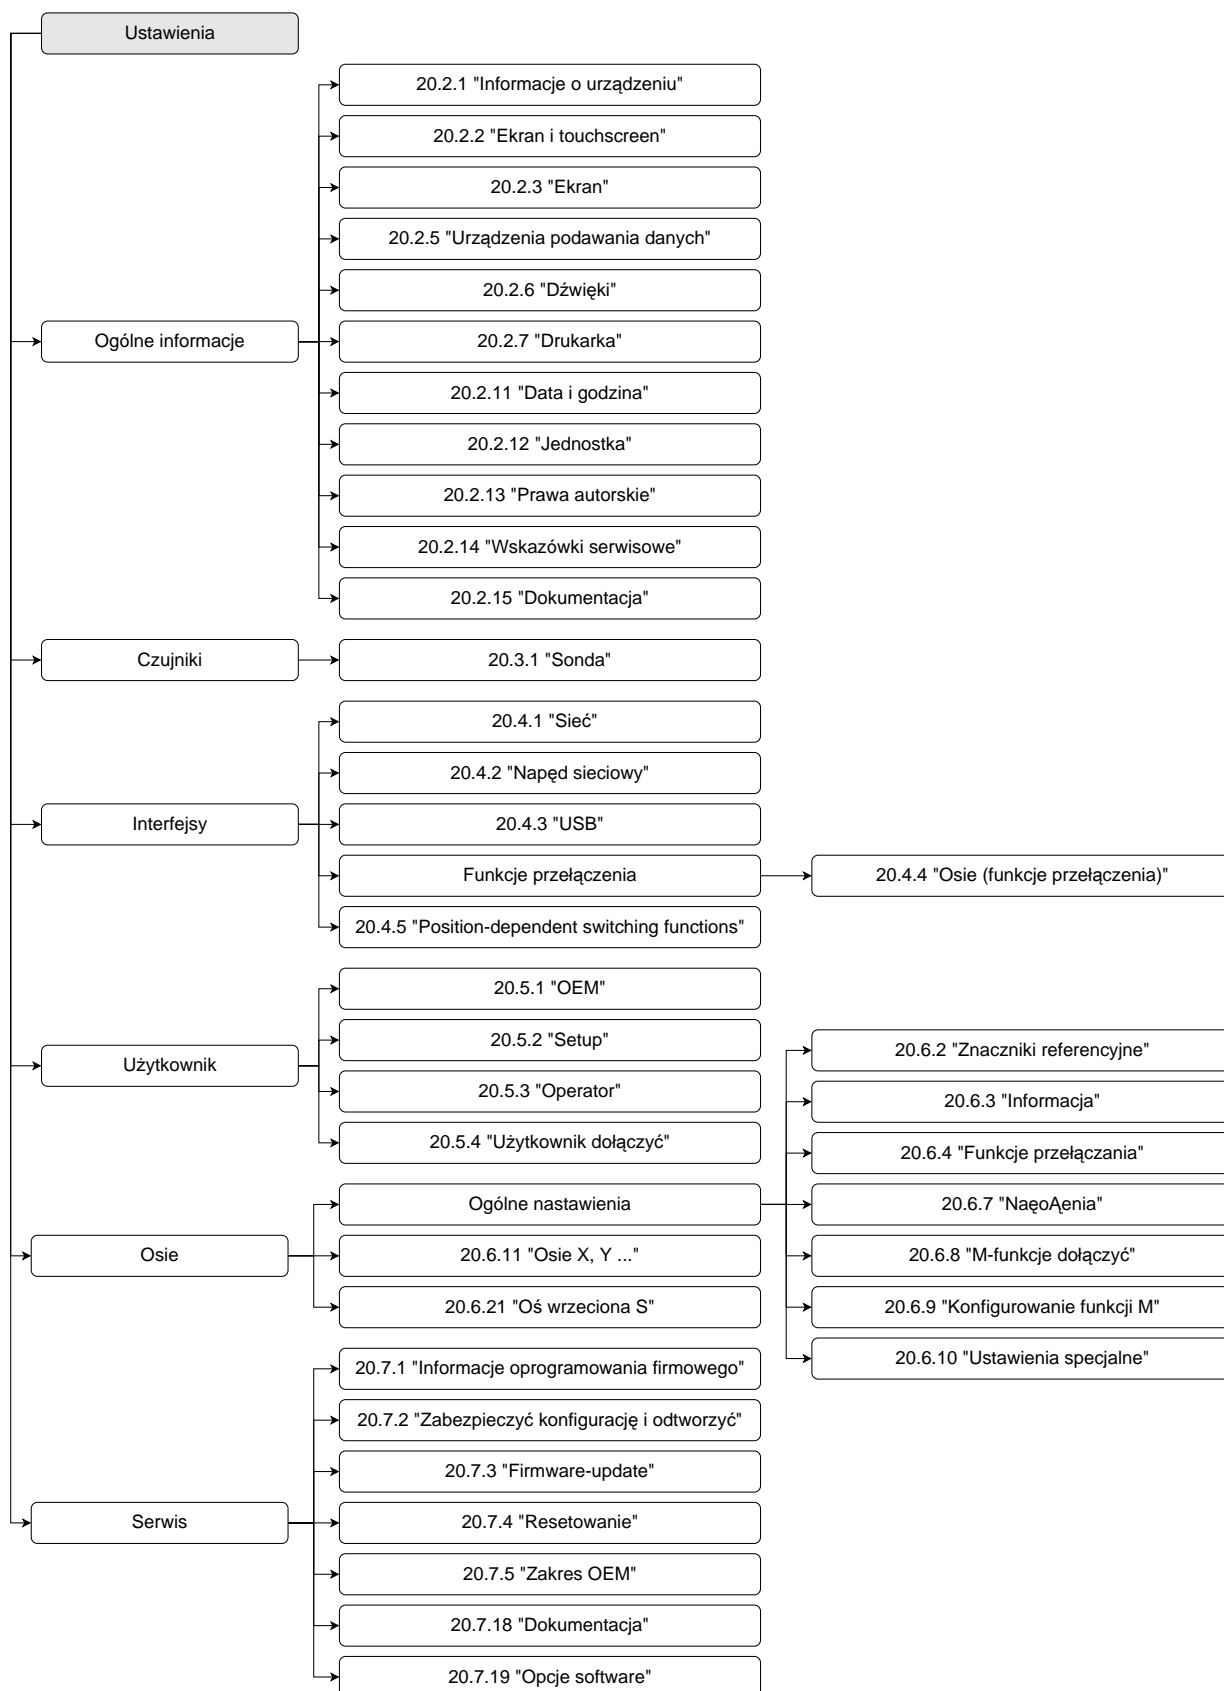 Ustawienia
20.2.1 "Informacje o urządzeniu"
20.2.2 "Ekran i touchscreen"
20.2.3 "Ekran"
20.2.5 "Urządzenia podawania danych"
20.2.6 "Dźwięki"
Ogólne informacje
20.2.7 "Drukarka"
20.2.11 "Data i godzina"
20.2.12 "Jednostka"
20.2.13 "Prawa autorskie"
20.2.14 "Wskazówki serwisowe"
20.2.15 "Dokumentacja"
Czujniki
20.3.1 "Sonda"
20.4.1 "Sieć"
20.4.2 "Napęd sieciowy"
Interfejsy
20.4.3 "USB"
Funkcje przełączenia
20.4.4 "Osie (funkcje przełączenia)"
20.4.5 "Position-dependent switching functions"
20.5.1 "OEM"
20.5.2 "Setup"
Użytkownik
20.5.3 "Operator"
20.5.4 "Użytkownik dołączyć"
20.6.2 "Znaczniki referencyjne"
20.6.3 "Informacja"
20.6.4 "Funkcje przełączania"
Ogólne nastawienia
20.6.7 "NaęoĄenia"
Osie
20.6.11 "Osie X, Y ..."
20.6.8 "M-funkcje dołączyć"
20.6.21 "Oś wrzeciona S"
20.6.9 "Konfigurowanie funkcji M"
20.6.10 "Ustawienia specjalne"
20.7.1 "Informacje oprogramowania firmowego"
20.7.2 "Zabezpieczyć konfigurację i odtworzyć"
20.7.3 "Firmware-update"
Serwis
20.7.4 "Resetowanie"
20.7.5 "Zakres OEM"
20.7.18 "Dokumentacja"
20.7.19 "Opcje software"